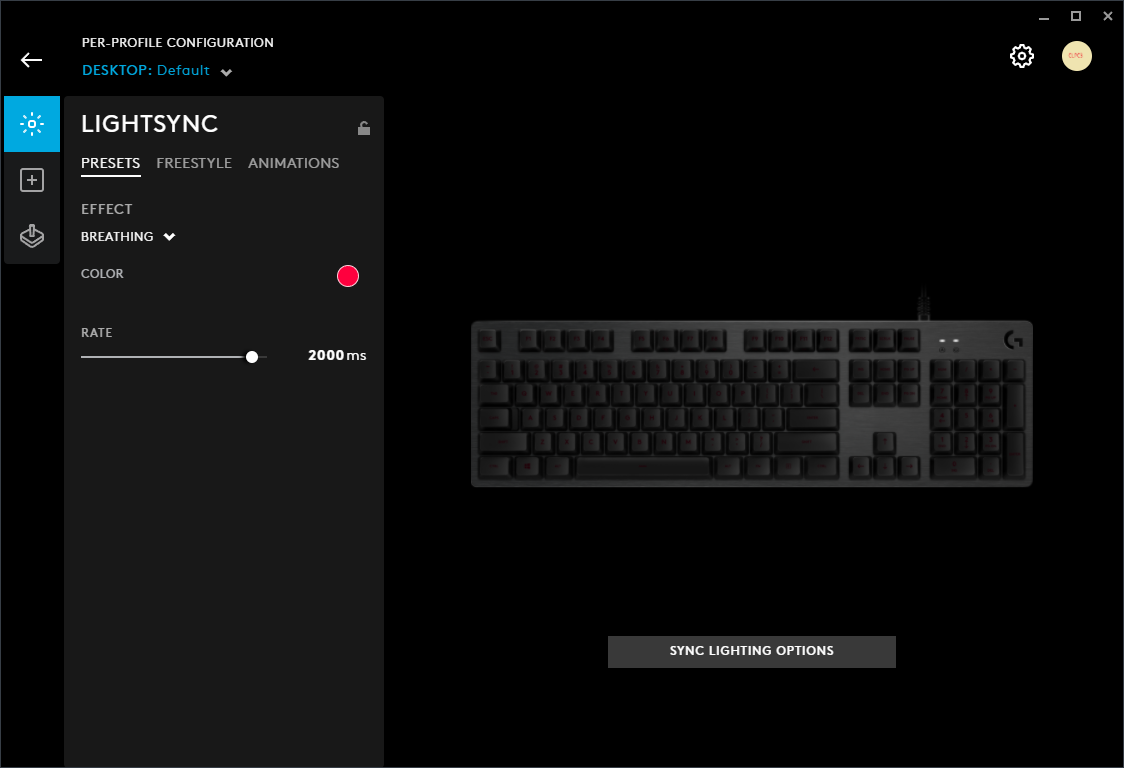 PER-PROFILE CONFIGURATION
DESKTOP: Default
LIGHTSYNC
PRESETS FREESTYLE ANIMATIONS
EFFECT
BREATHING
COLOR
RATE
2000 ms
SYNC LIGHTING OPTIONS